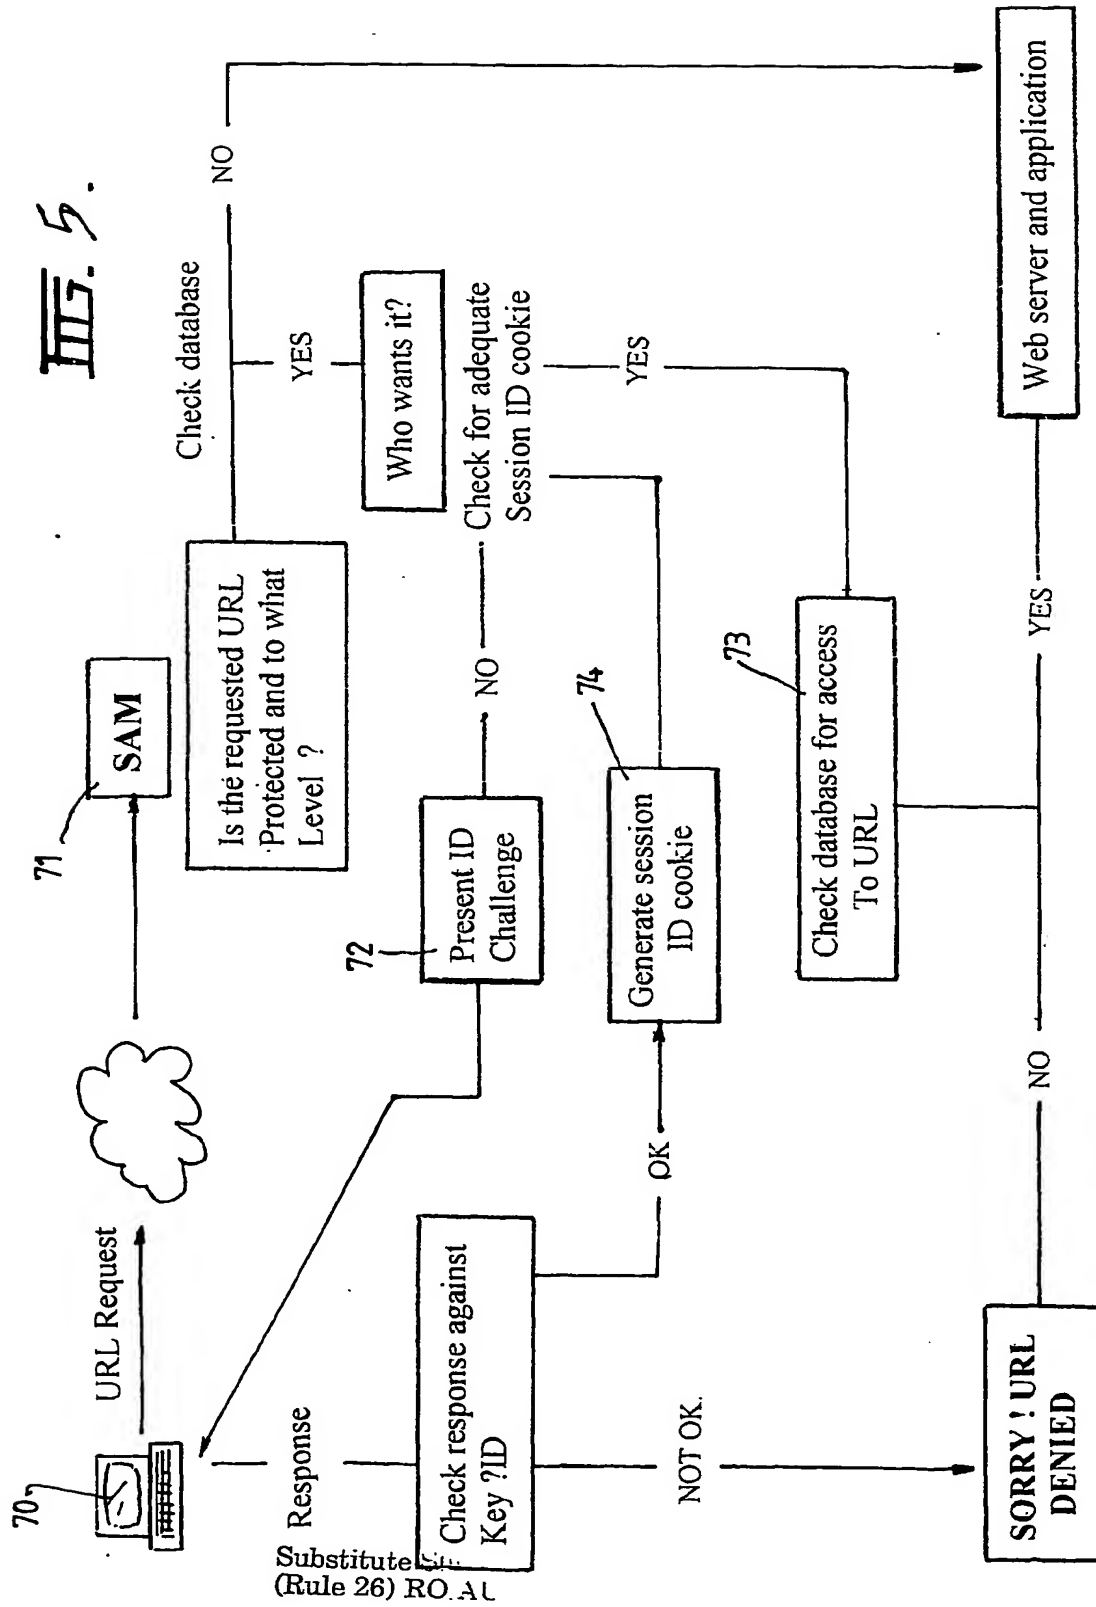 FIG. 5.
70
URL Request
71
SAM
Is the requested URL
Protected and to what
Level ?
Check database
NO
YES
Who wants it?
Check for adequate
Session ID cookie
NO
YES
72
Present ID
Challenge
Response
Check response against
Key ?ID
OK
74
Generate session
ID cookie
73
Check database for access
To URL
NOT OK.
SORRY ! URL
DENIED
NO
YES
Web server and application
Substitute
(Rule 26) RO.AU